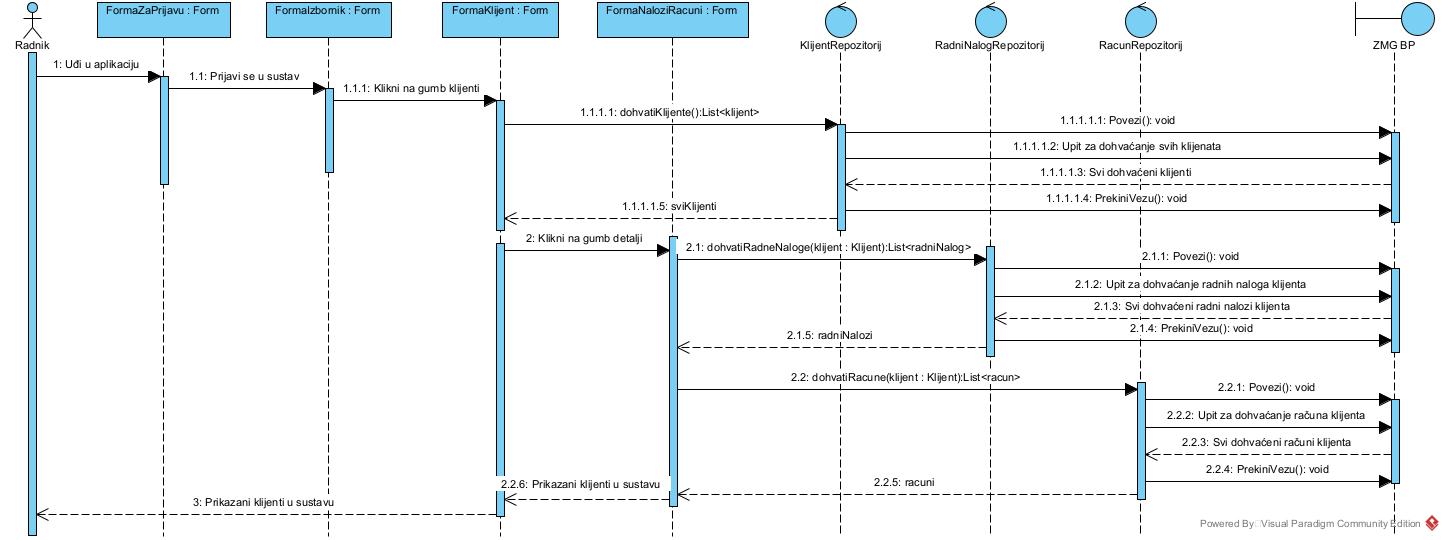 FormaZaPrijavu : Form
FormaIzbornik : Form
FormaKlijent : Form
FormaNaloziRacuni : Form
Radnik
KlijentRepozitorij
RadniNalogRepozitorij
RacunRepozitorij
ZMG BP
1: Uđi u aplikaciju
1.1: Prijavi se u sustav
1.1.1: Klikni na gumb klijenti
1.1.1.1: dohvatiKlijente():List<klijent>
1.1.1.1.1: Povezi(): void
1.1.1.1.2: Upit za dohvaćanje svih klijenata
1.1.1.1.3: Svi dohvaćeni klijenti
1.1.1.1.4: PrekiniVezu(): void
1.1.1.1.5: sviKlijenti
2: Klikni na gumb detalji
2.1: dohvatiRadneNaloge(klijent : Klijent):List<radniNalog>
2.1.1: Povezi(): void
2.1.2: Upit za dohvaćanje radnih naloga klijenta
2.1.3: Svi dohvaćeni radni nalozi klijenta
2.1.4: PrekiniVezu(): void
2.1.5: radniNalozi
2.2: dohvatiRacune(klijent : Klijent):List<racun>
2.2.1: Povezi(): void
2.2.2: Upit za dohvaćanje računa klijenta
2.2.3: Svi dohvaćeni računi klijenta
2.2.4: PrekiniVezu(): void
2.2.6: Prikazani klijenti u sustavu
2.2.5: racuni
3: Prikazani klijenti u sustavu
Powered By Visual Paradigm Community Edition